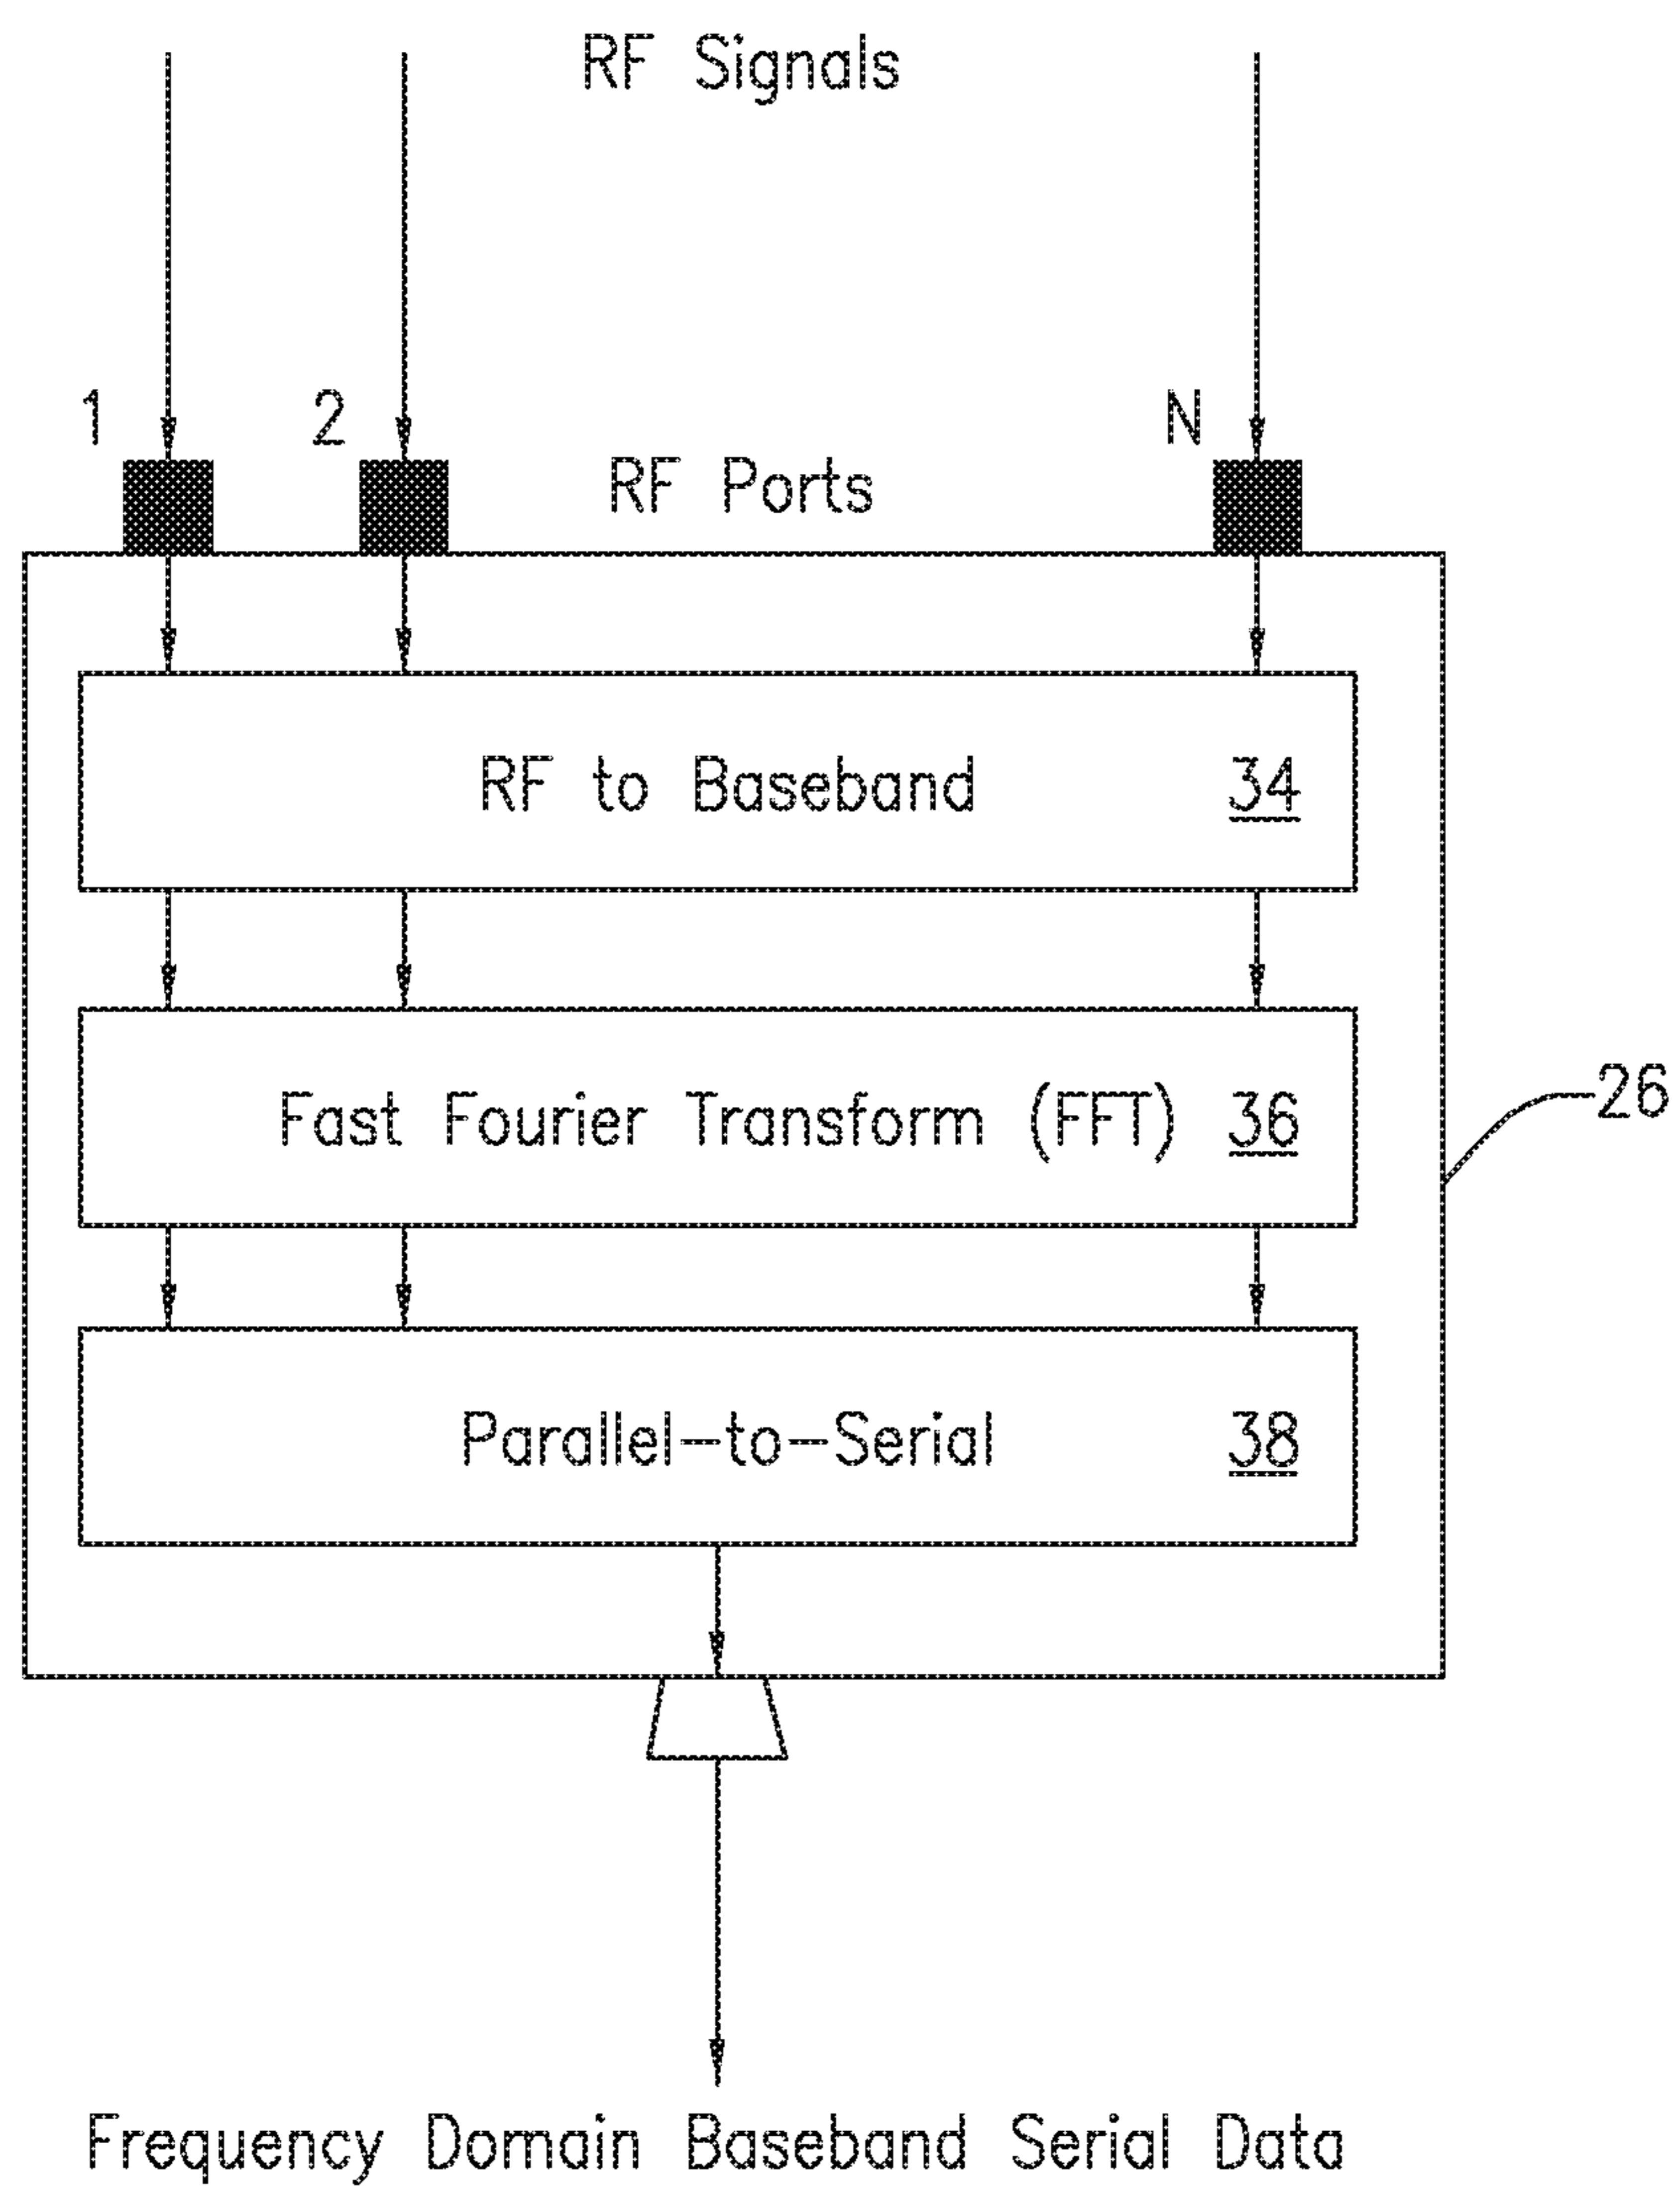 RF Signals
1 2 N
RF Ports
RF to Baseband 34
Fast Fourier Transform (FFT) 36
26
Parallel-to-Serial 38
Frequency Domain Baseband Serial Data